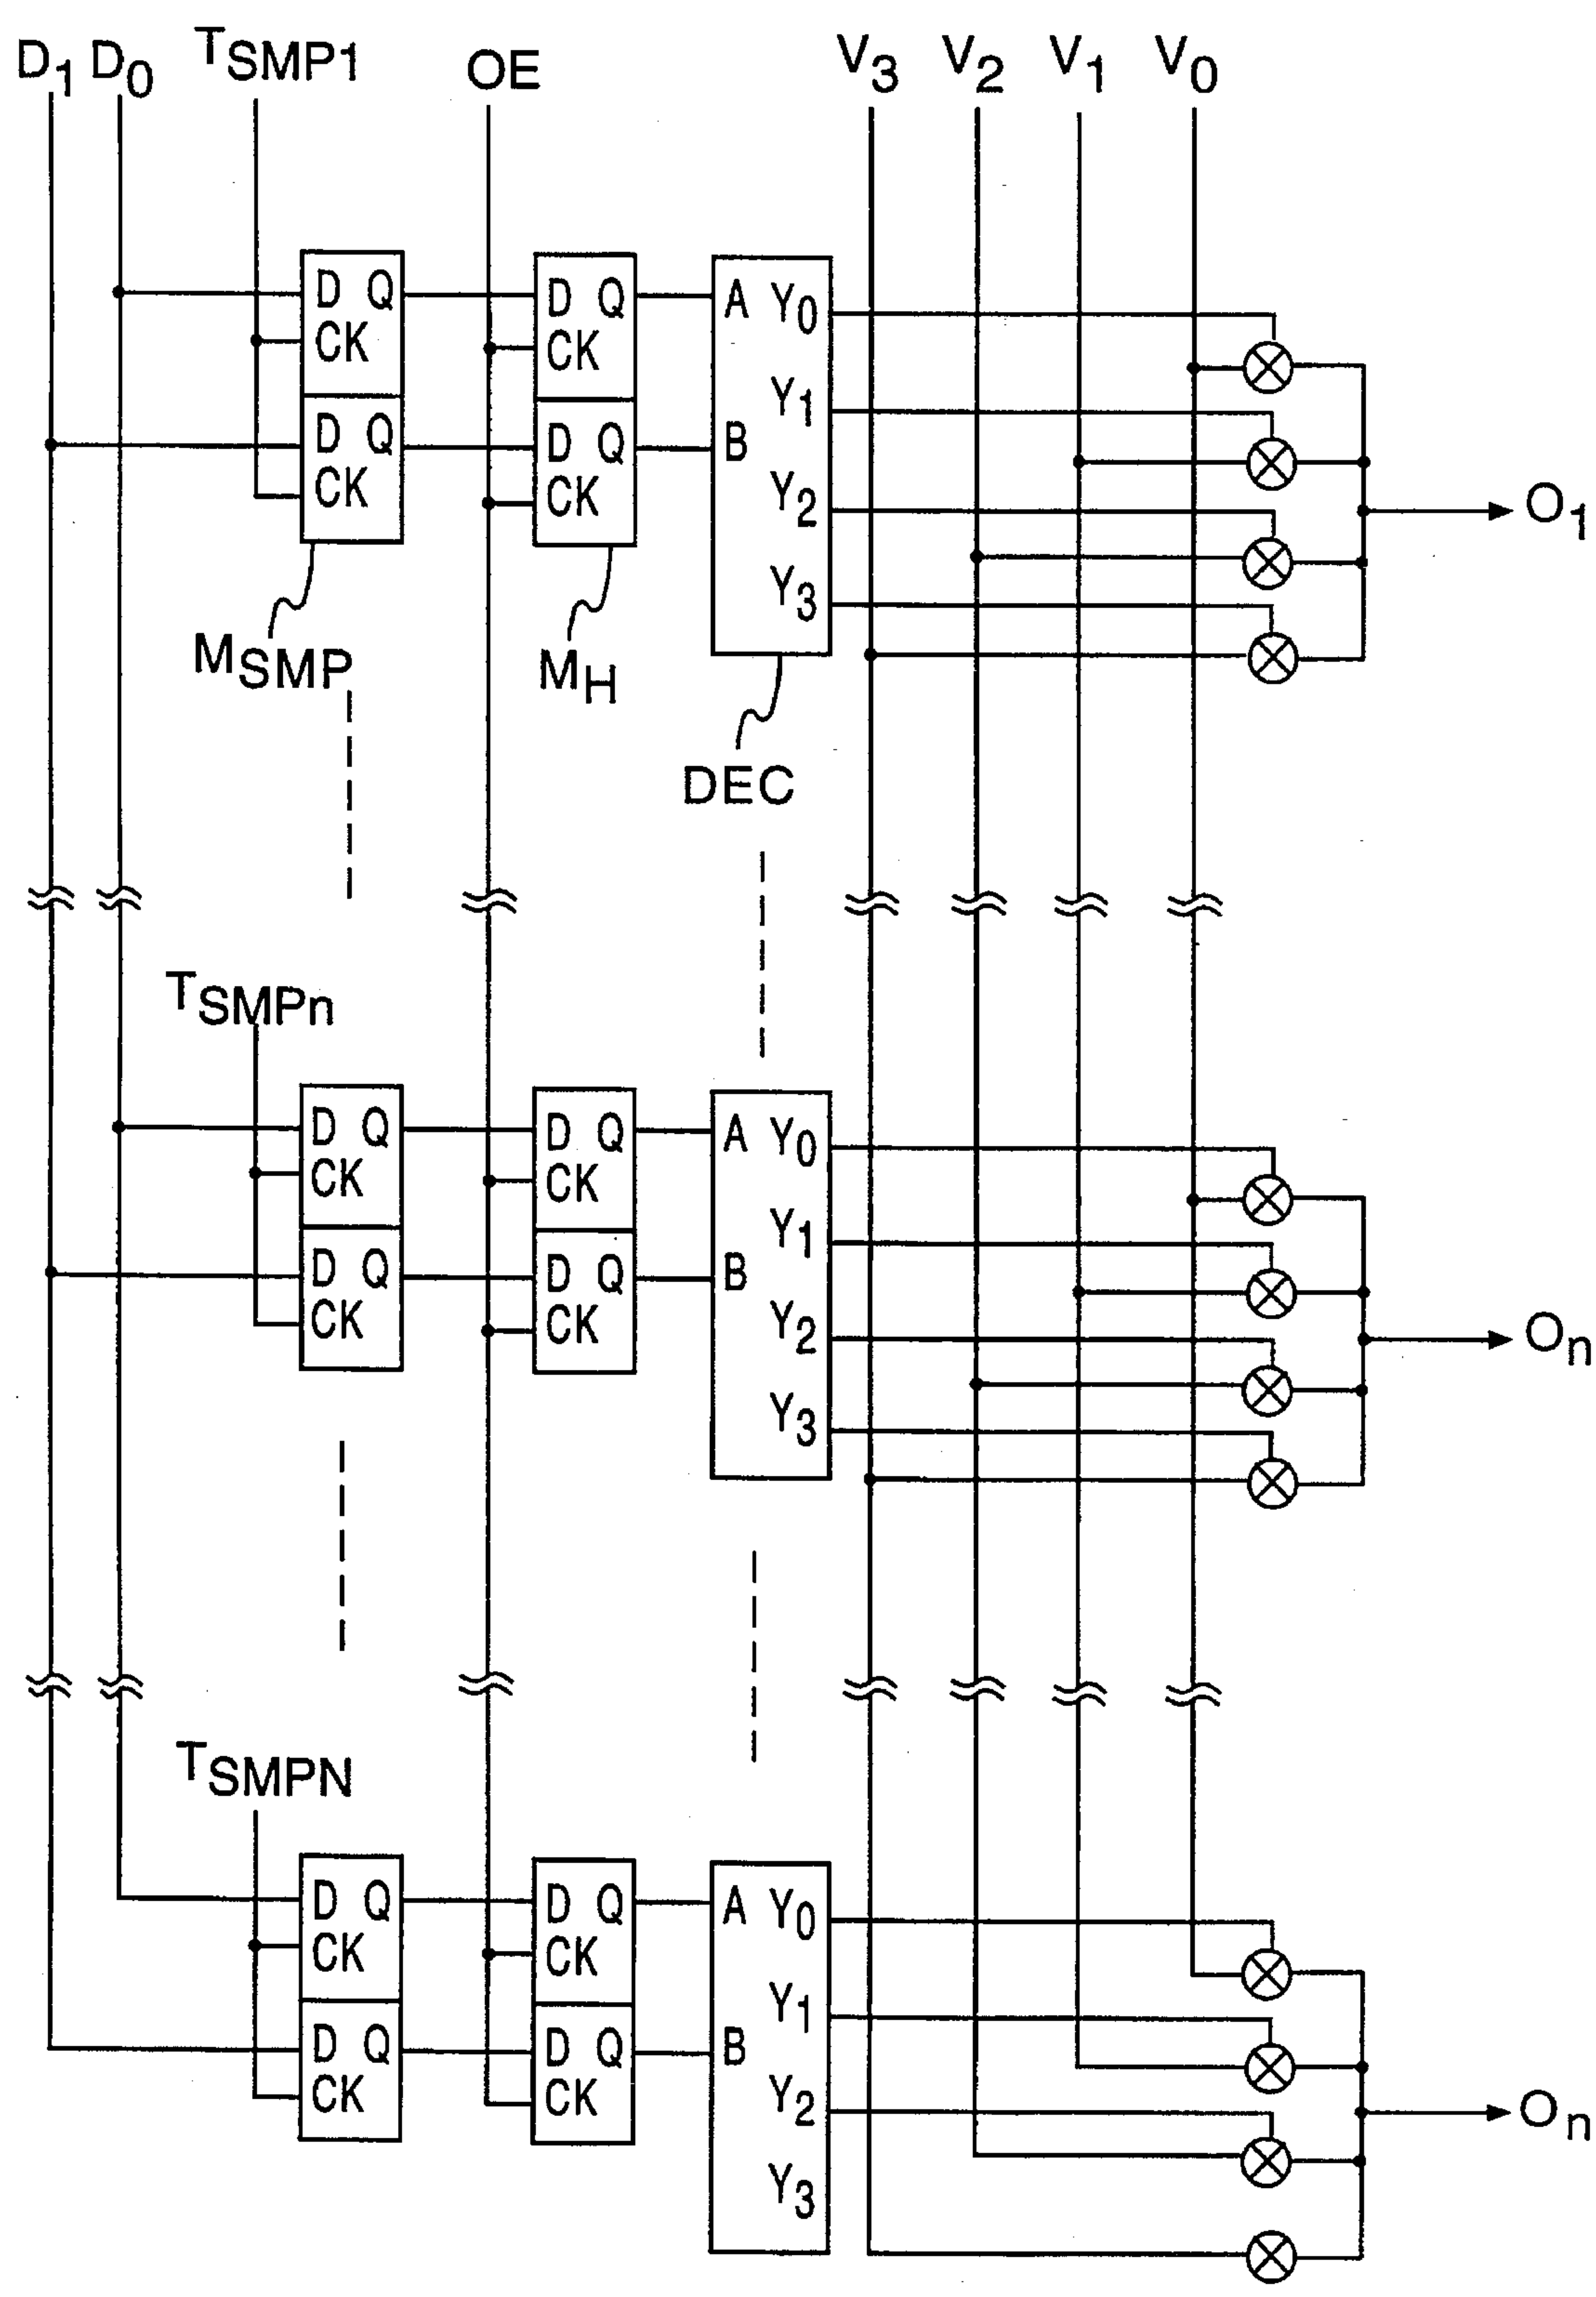 D1 D0 TSMP1 OE V3 V2 V1 V0
D Q D Q A Y0
CK CK
Y1
D Q D Q B
CK CK Y2
O1
Y3
MSMP MH
DEC
TSMPn
D Q D Q A Y0
CK CK
Y1
D Q D Q B
CK CK Y2
On
Y3
TSMPN
D Q D Q A Y0
CK CK
Y1
D Q D Q B
CK CK Y2
On
Y3